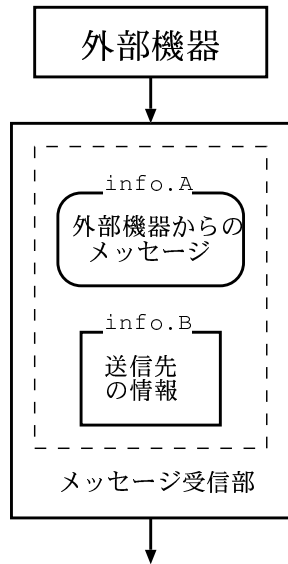 外部機器
info.A
外部機器からの
メッセージ
info.B
送信先
の情報
メッセージ受信部